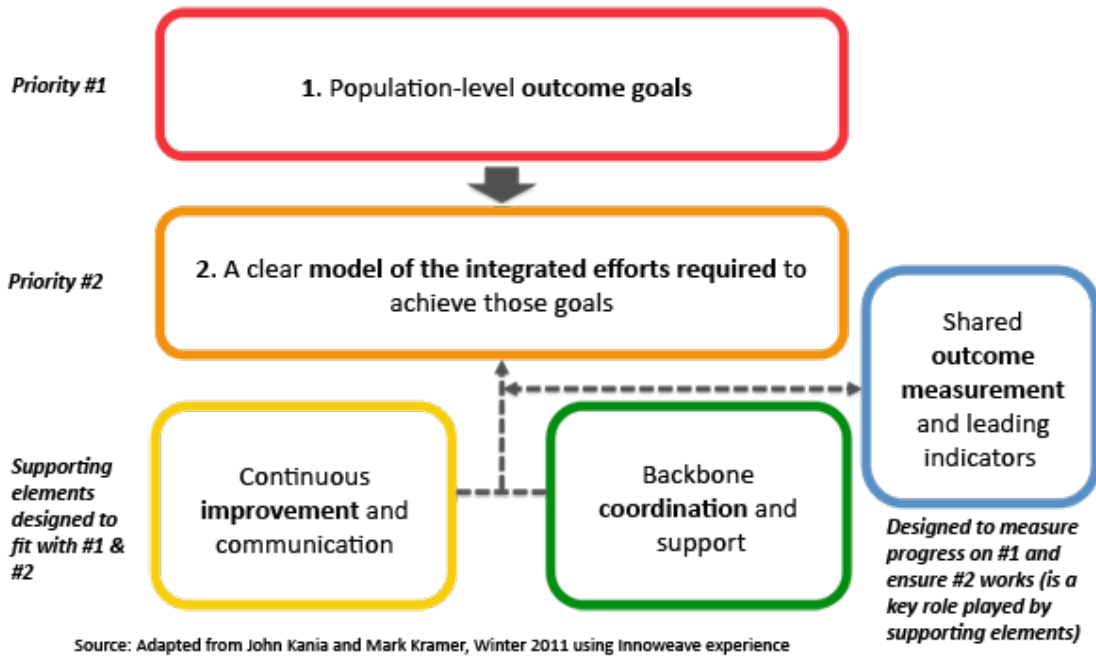 Priority #1
1. Population-level outcome goals
Priority #2
2. A clear model of the integrated efforts required to
achieve those goals
Shared
outcome
measurement
and leading
indicators
Supporting
elements
designed to
fit with #1 &
#2
Continuous
improvement and
communication
Backbone
coordination and
support
Designed to measure
progress on #1 and
ensure #2 works (is a
key role played by
supporting elements)
Source: Adapted from John Kania and Mark Kramer, Winter 2011 using Innoweave experience